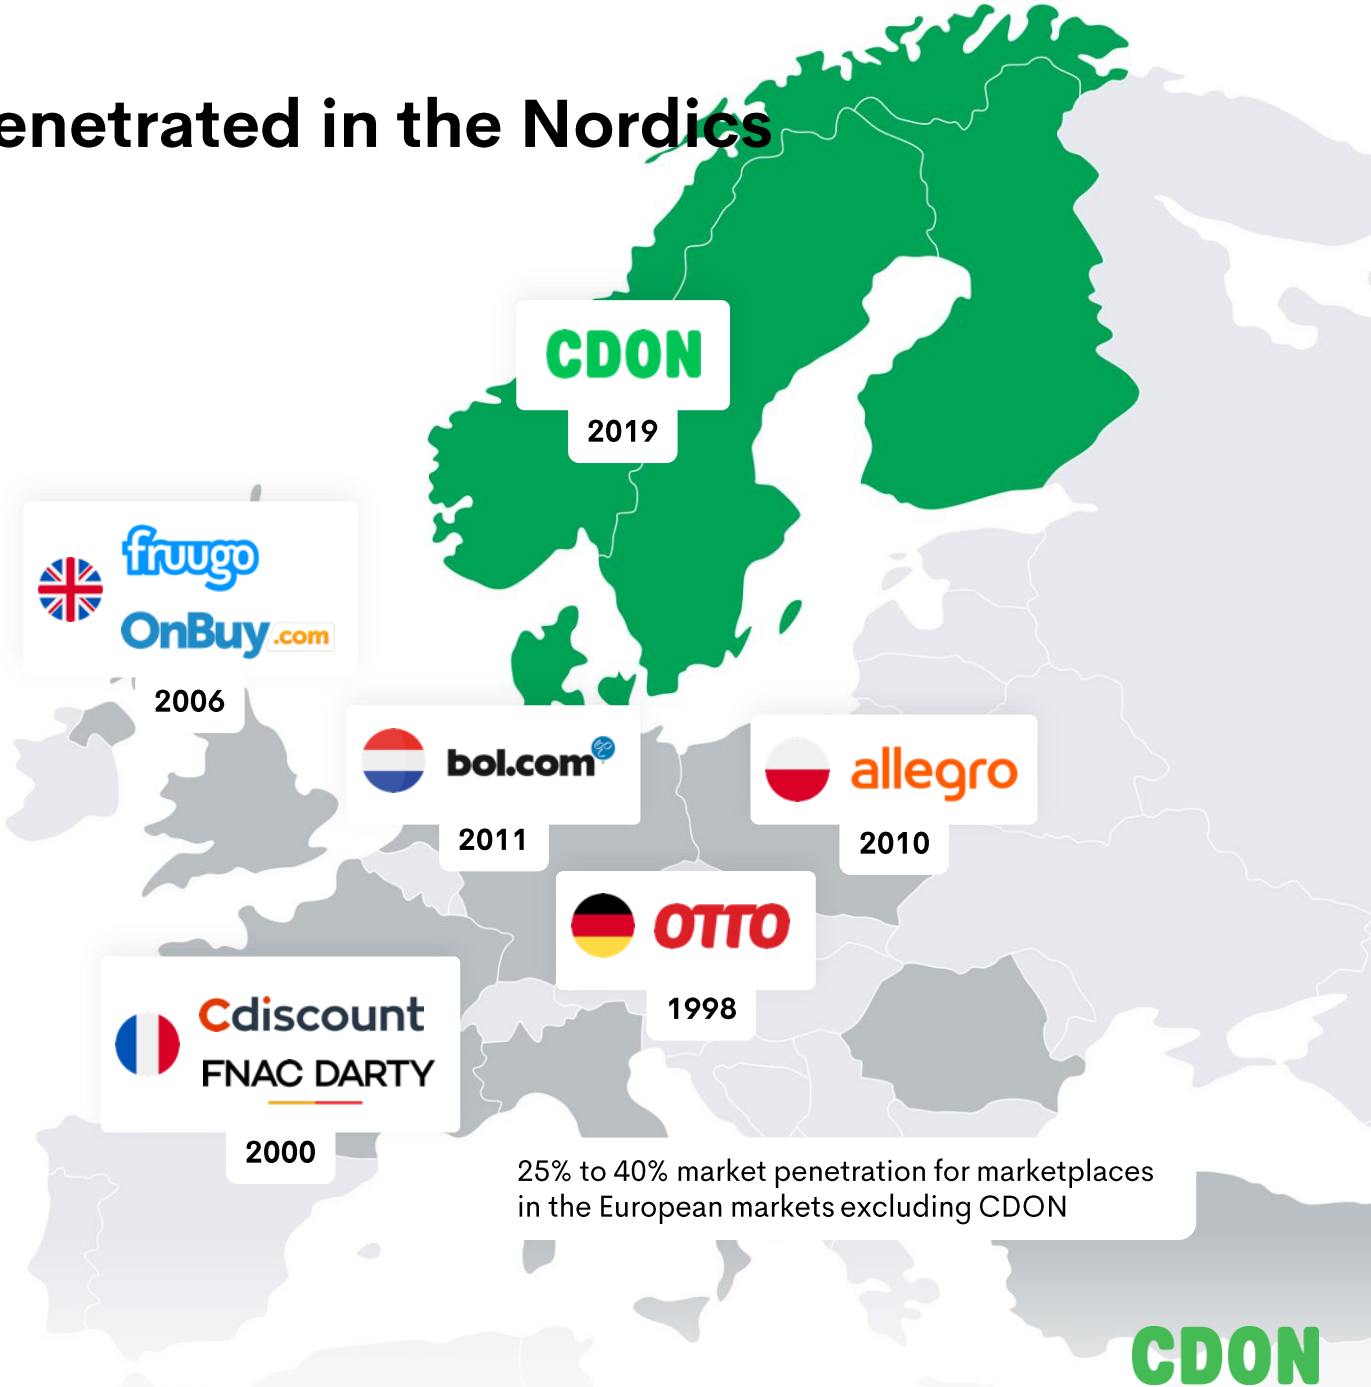 enetrated in the Nordics
CDON
2019
fruugo
OnBuy.com
2006
bol.com
2011
allegro
2010
OTTO
1998
Cdiscount
FNAC DARTY
2000
25% to 40% market penetration for marketplaces
in the European markets excluding CDON
CDON